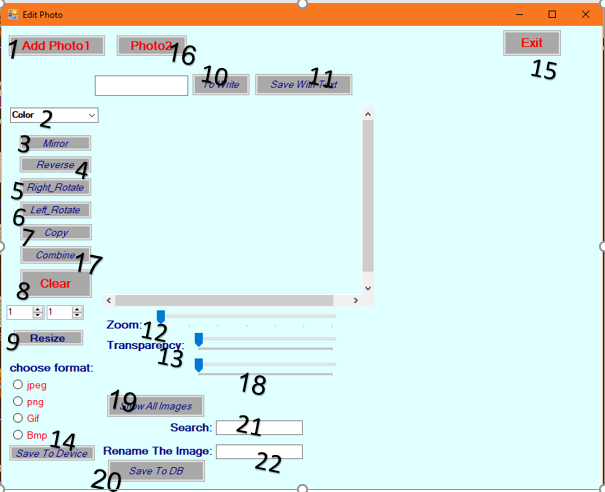 Edit Photo
1 Add Photo1 Photo2 16 Exit
15
10 To Write 11 Save With Text
Color 2
3 Mirror
Reverse 4
5 Right_Rotate
6 Left_Rotate
7 Copy
Combine 17
8 Clear
1 1
9 Resize
Zoom: 12
Transparency: 13
18
choose format:
jpeg
png
Gif
Bmp
14
Save To Device
19 Show All Images
Search: 21
Rename The Image: 22
20 Save To DB